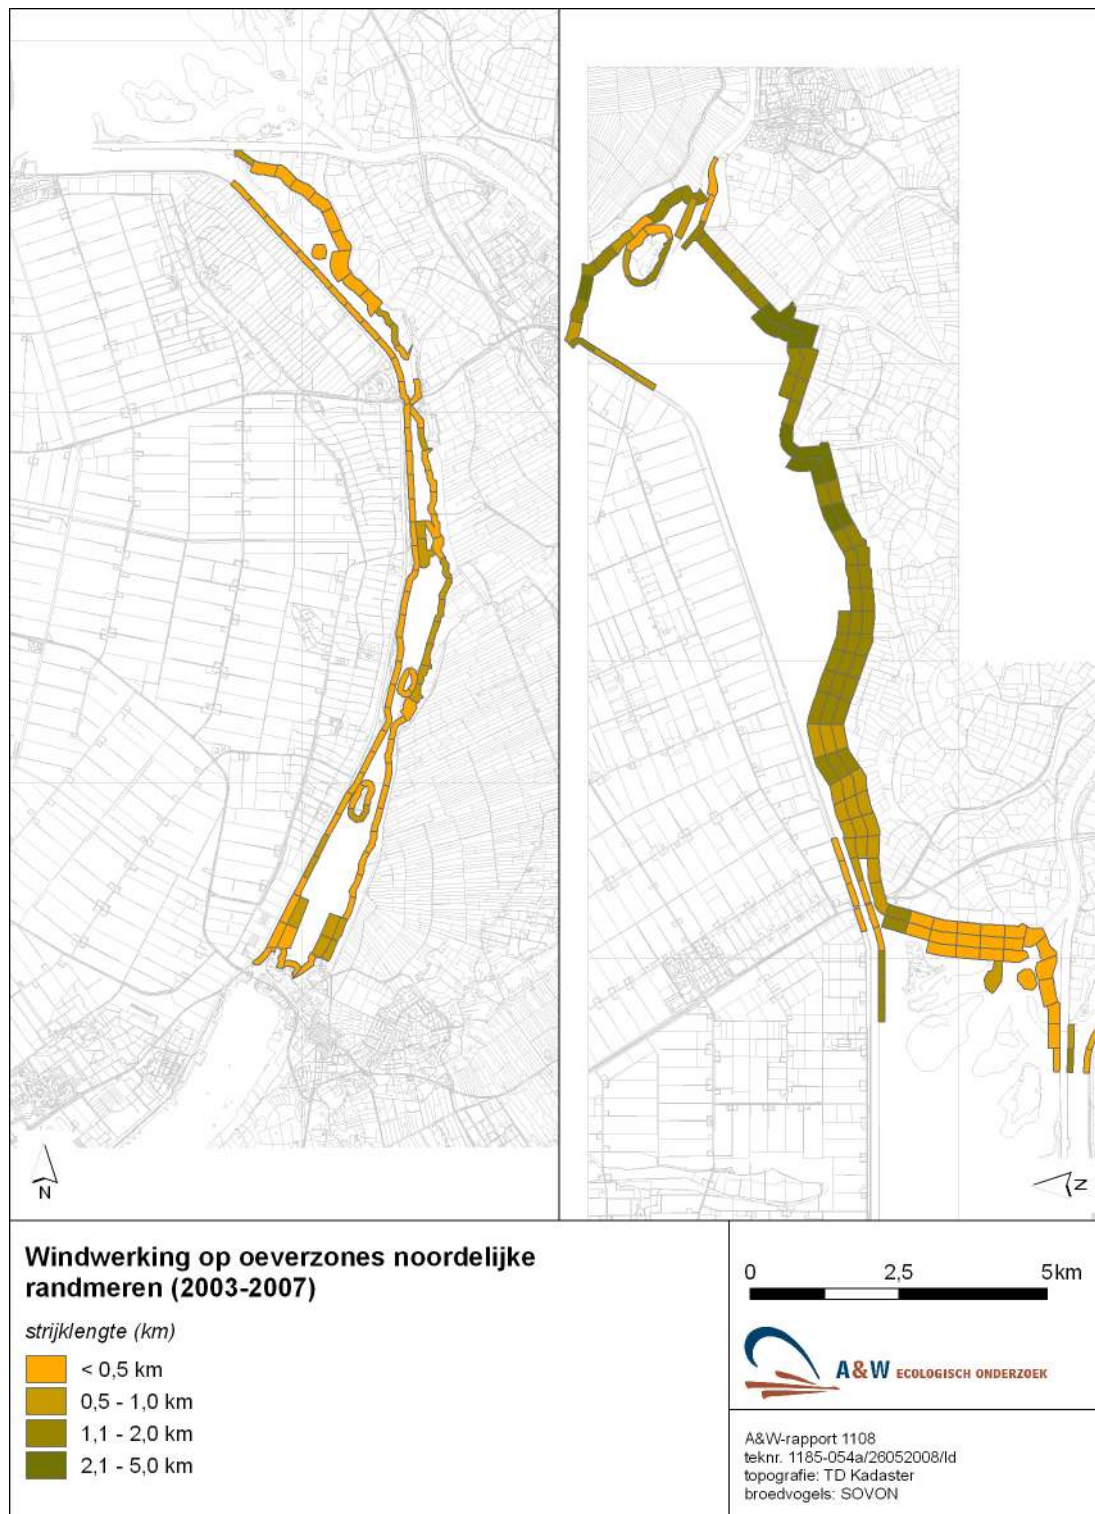 N
N
Windwerking op oeverzones noordelijke
randmeren (2003-2007)
strijklengte (km)
< 0,5 km
0,5 - 1,0 km
1,1 - 2,0 km
2,1 - 5,0 km
0 2,5 5km
A&W ECOLOGISCH ONDERZOEK
A&W-rapport 1108
teknr. 1185-054a/26052008/ld
topografie: TD Kadaster
broedvogels: SOVON